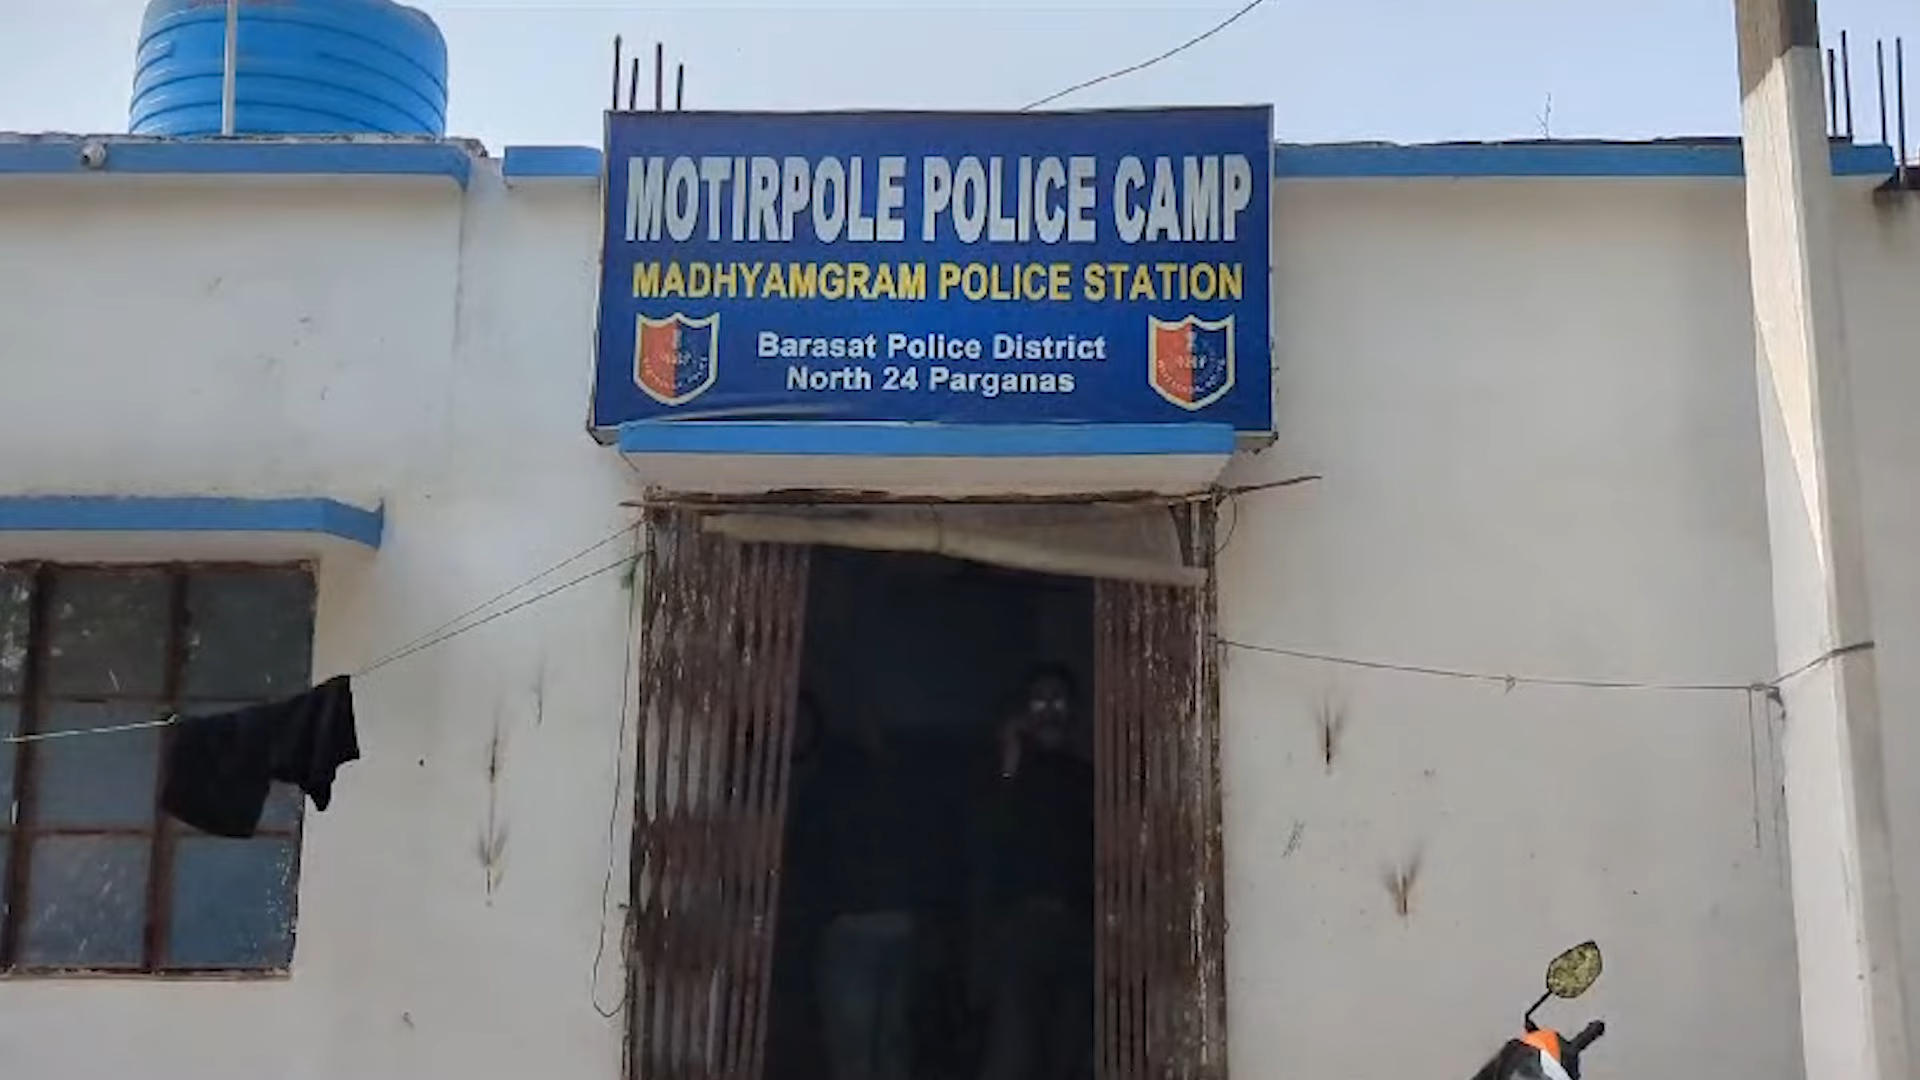 MOTIRPOLE POLICE CAMP
MADHYAMGRAM POLICE STATION
Barasat Police District
North 24 Parganas